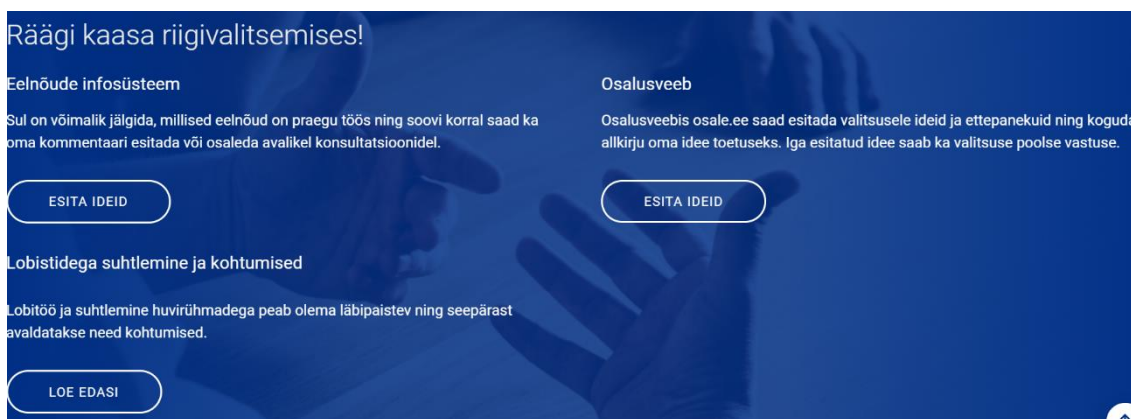 Räägi kaasa riigivalitsemises!
Eelnõude infosüsteem
Sul on võimalik jälgida, millised eelnõud on praegu töös ning soovi korral saad ka
oma kommentaari esitada või osaleda avalikel konsultatsioonidel.
ESITA IDEID
Osalusveeb
Osalusveebis osale.ee saad esitada valitsusele ideid ja ettepanekuid ning koguda
allkirju oma idee toetuseks. Iga esitatud idee saab ka valitsuse poolse vastuse.
ESITA IDEID
Lobistidega suhtlemine ja kohtumised
Lobitöö ja suhtlemine huvirühmadega peab olema läbipaistev ning seepärast
avaldatakse need kohtumised.
LOE EDASI